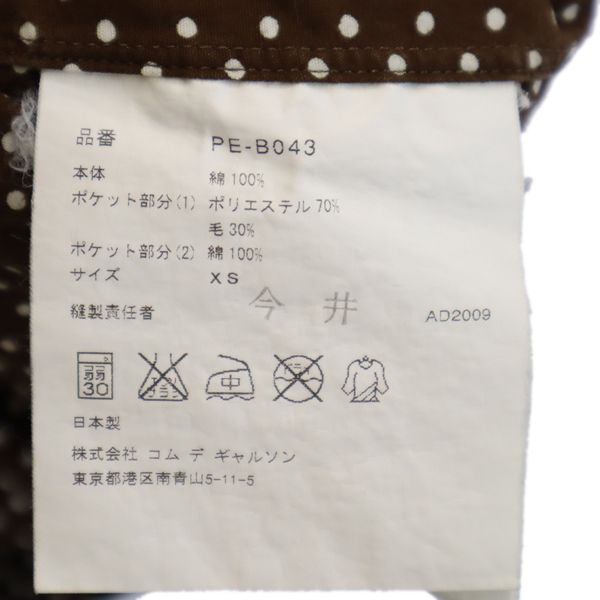 品番 PE-B043
本体 綿 100%
ポケット部分(1) ポリエステル 70%
毛 30%
ポケット部分(2) 綿 100%
サイズ XS
縫製責任者 今井 AD2009
弱 30 中
日本製
株式会社 コム デ ギャルソン
東京都港区南青山5-11-5